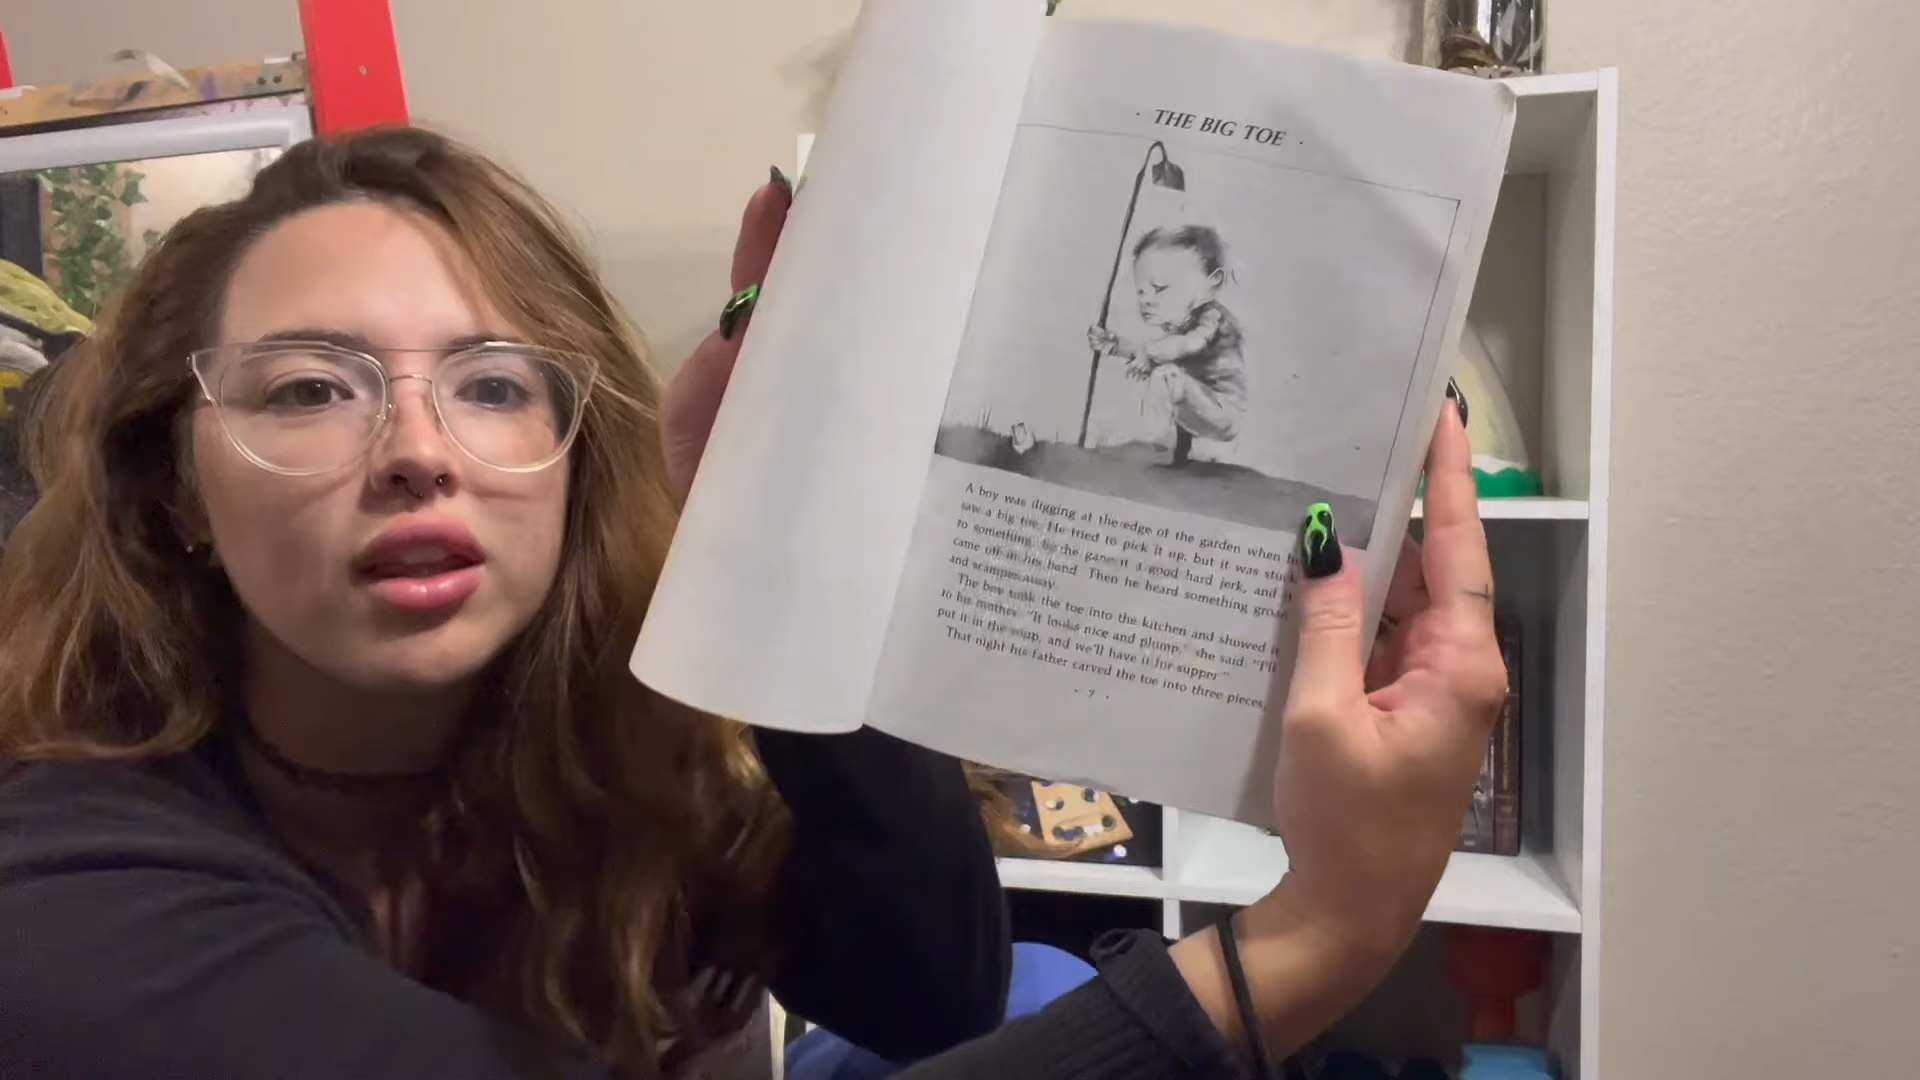 · THE BIG TOE ·
A boy was digging at the edge of the garden when h
saw a big toe. He tried to pick it up, but it was stuck
to something. he gave it a good hard jerk, and it
came off in his hand. Then he heard something groan
and scamper away.
The boy took the toe into the kitchen and showed it
to his mother. "It looks nice and plump," she said. "I'll
put it in the soup, and we'll have it for supper."
That night his father carved the toe into three pieces,
· 7 ·